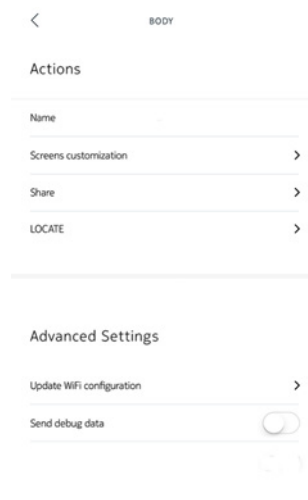 BODY
Actions
Name
Screens customization
Share
LOCATE
Advanced Settings
Update WiFi configuration
Send debug data